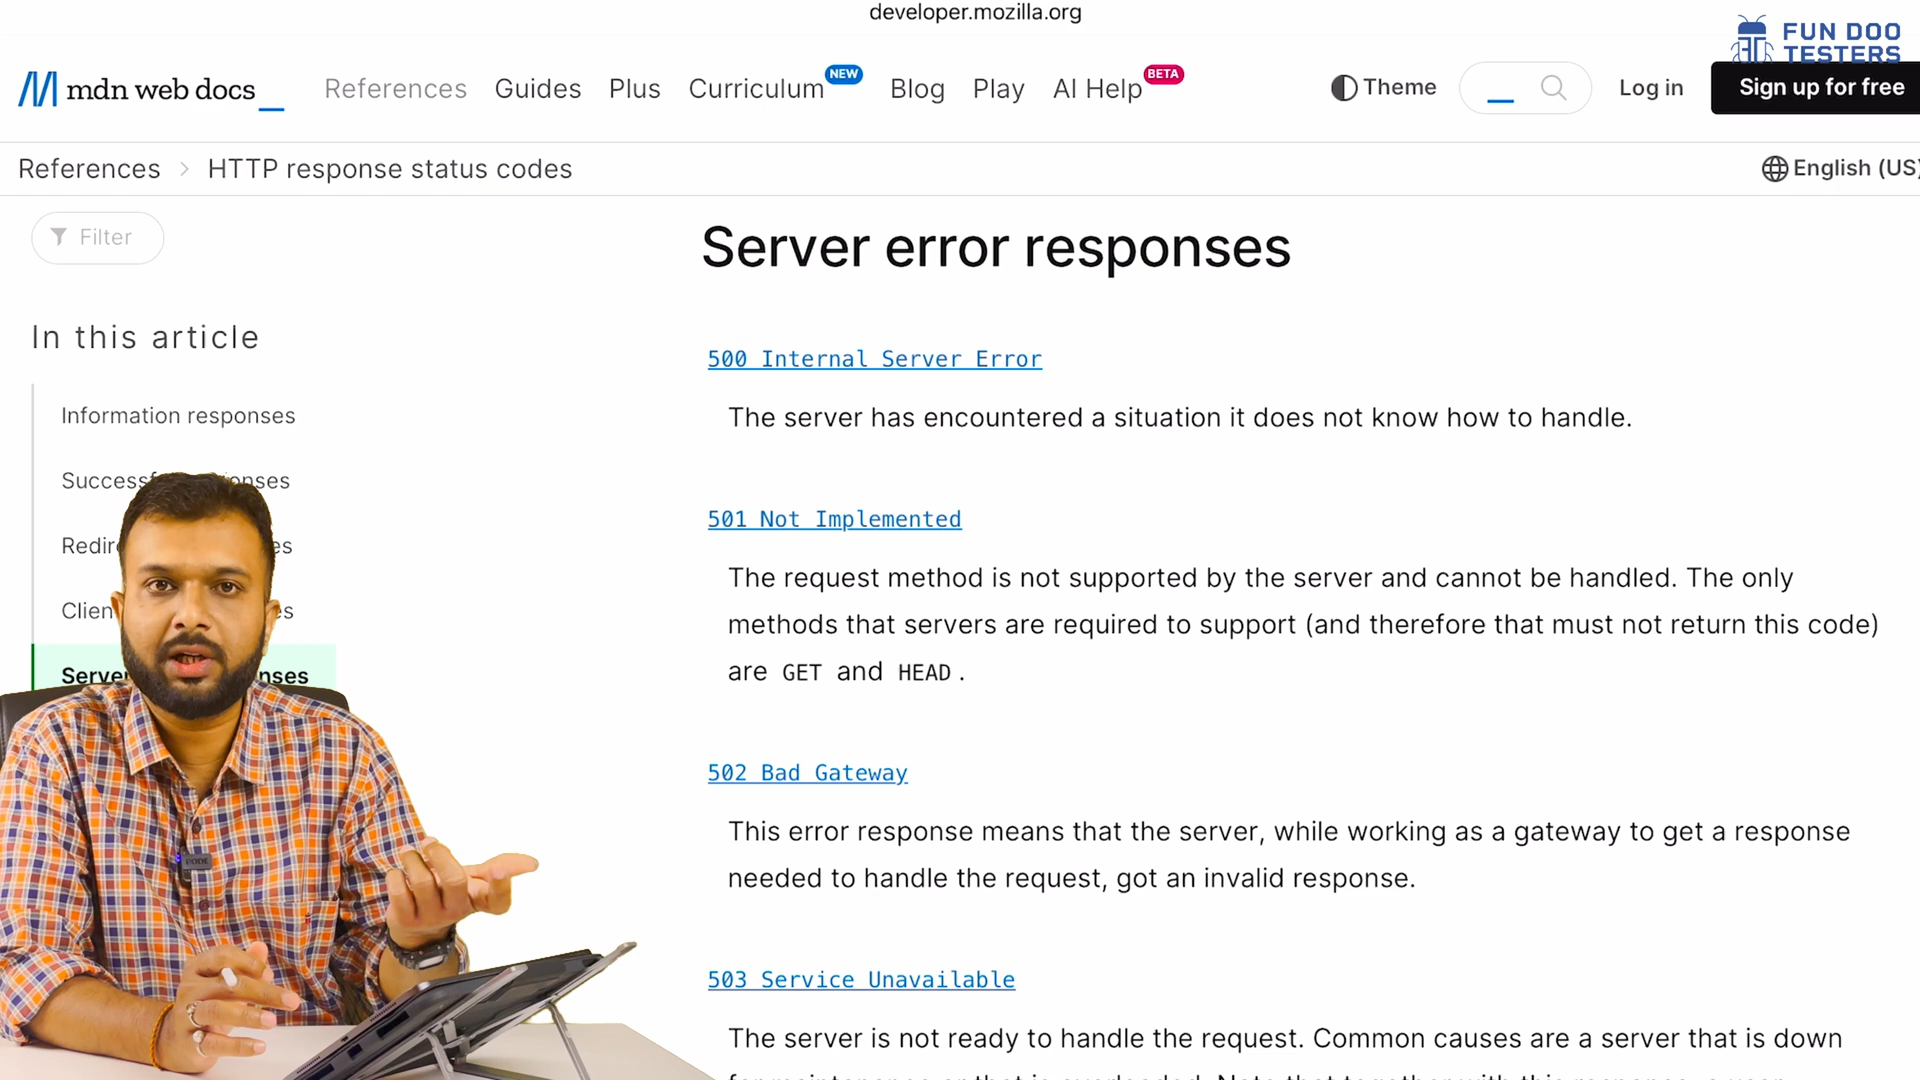 developer.mozilla.org
FUN DOO
TESTERS
mdn web docs_
References Guides Plus Curriculum NEW Blog Play AI Help BETA
Theme
Log in
Sign up for free
References > HTTP response status codes
English (US)
Filter
In this article
Information responses
Server error responses
500 Internal Server Error
The server has encountered a situation it does not know how to handle.
501 Not Implemented
The request method is not supported by the server and cannot be handled. The only
methods that servers are required to support (and therefore that must not return this code)
are GET and HEAD.
502 Bad Gateway
This error response means that the server, while working as a gateway to get a response
needed to handle the request, got an invalid response.
503 Service Unavailable
The server is not ready to handle the request. Common causes are a server that is down